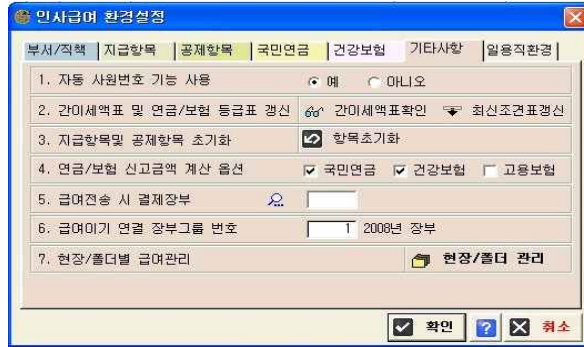 인사급여 환경설정
부서/직책 지급항목 공제항목 국민연금 건강보험 기타사항 일용직환경
1. 자동 사원번호 기능 사용 예 아니오
2. 간이세액표 및 연금/보험 등급표 갱신 간이세액표확인 최신조견표갱신
3. 지급항목및 공제항목 초기화 항목초기화
4. 연금/보험 신고금액 계산 옵션 국민연금 건강보험 고용보험
5. 급여전송 시 결제장부
6. 급여이기 연결 장부그룹 번호 1 2008년 장부
7. 현장/폴더별 급여관리 현장/폴더 관리
확인 ? 취소